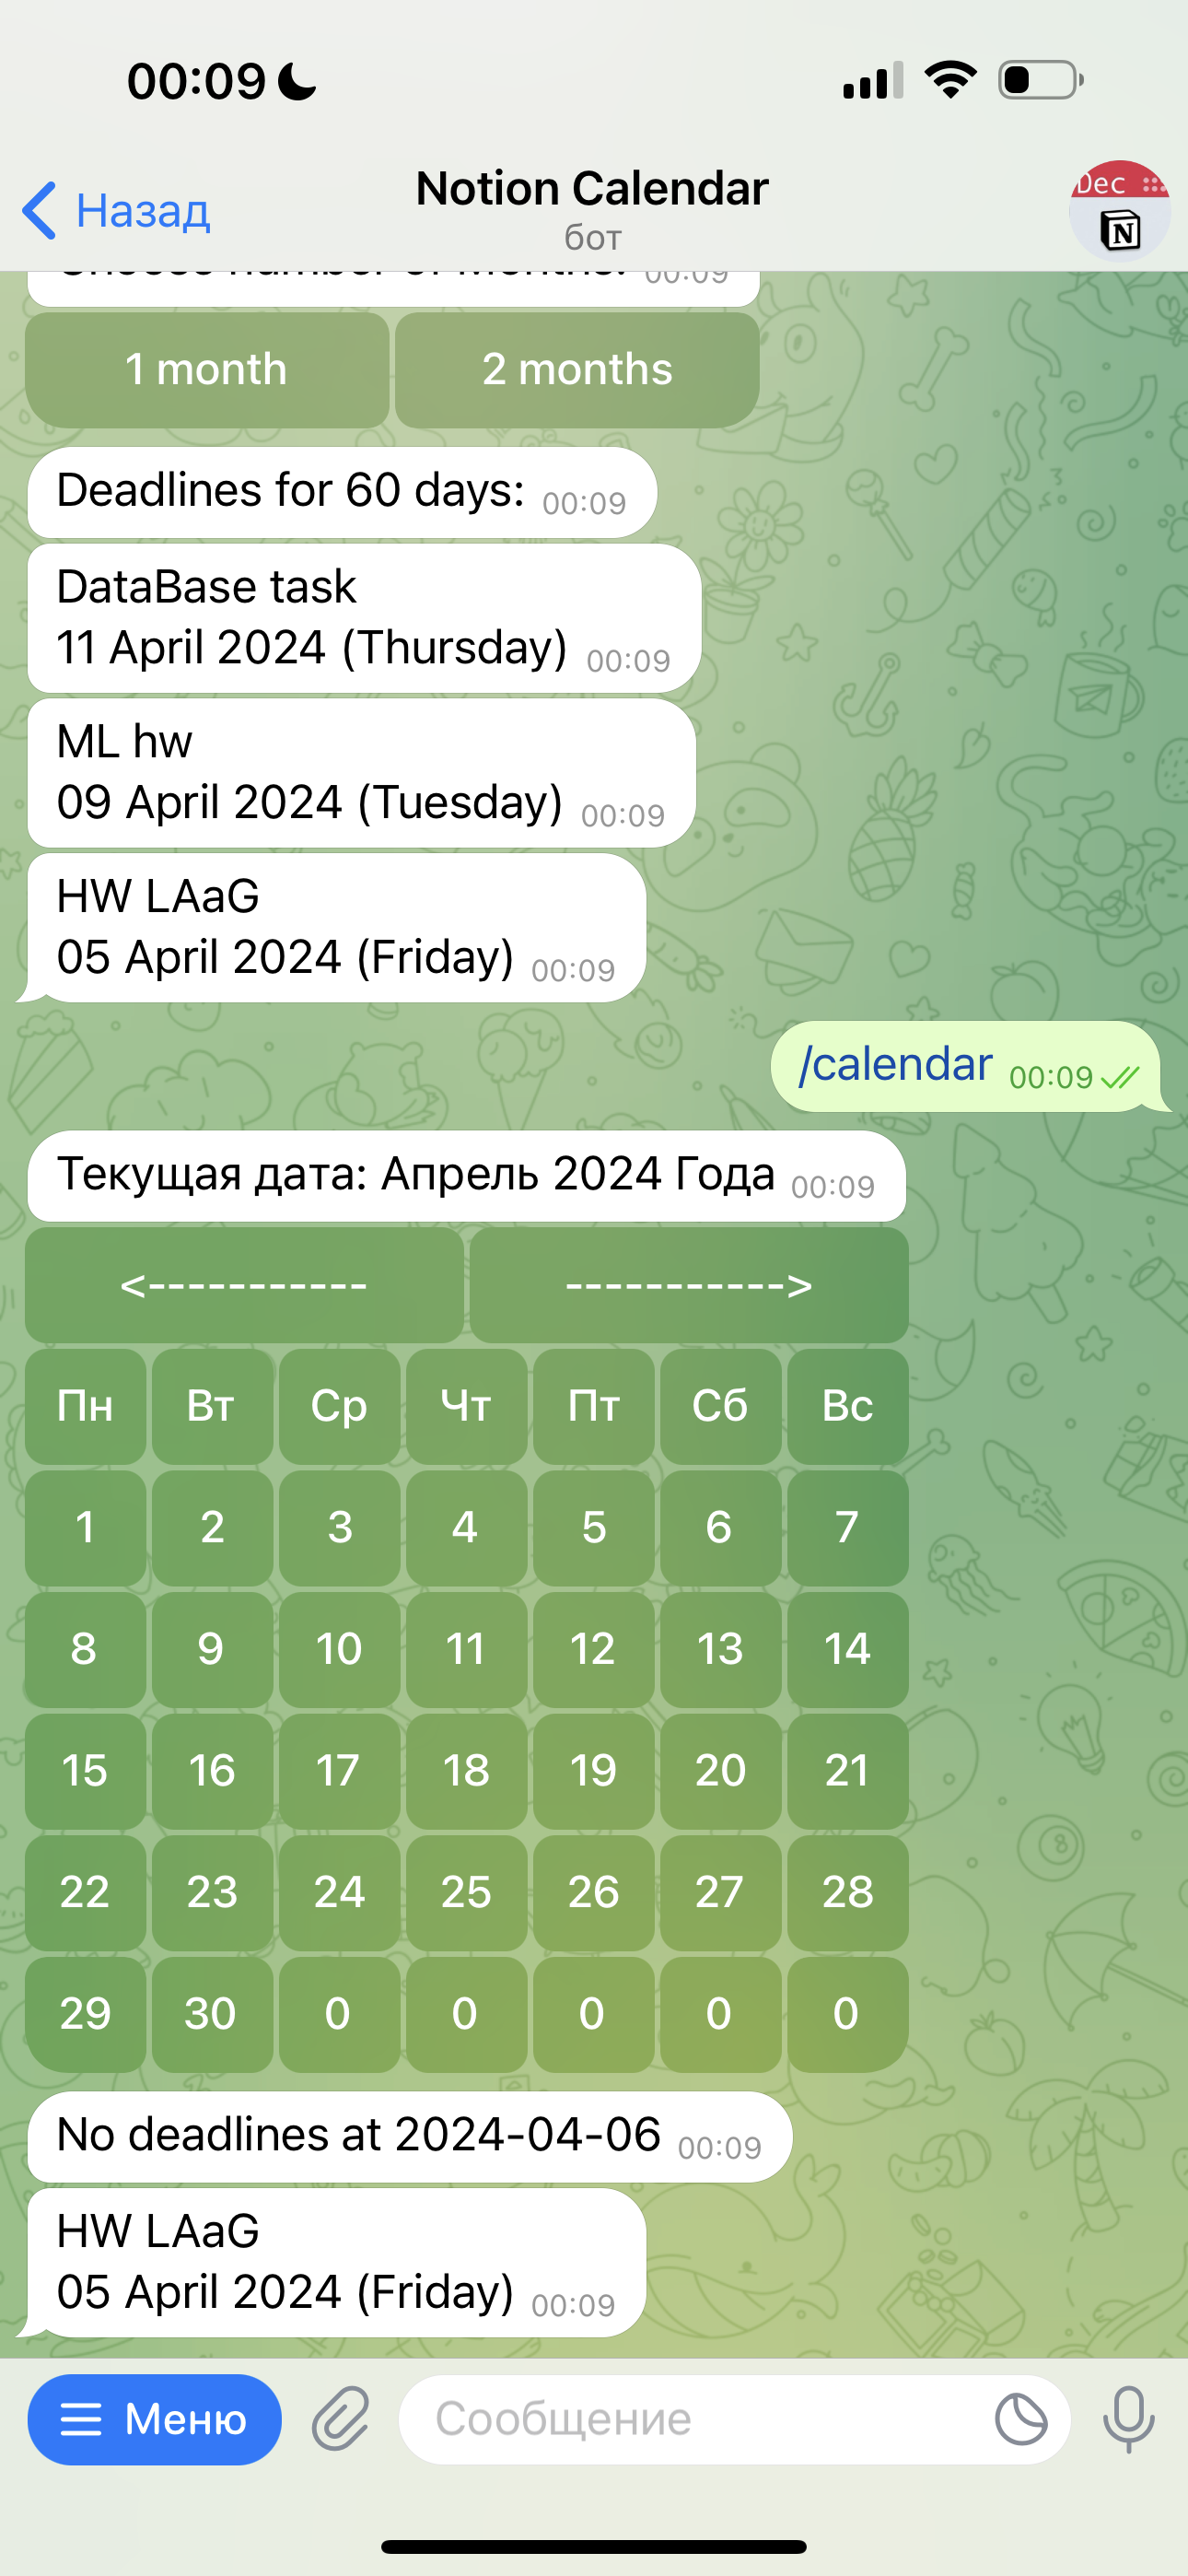 00:09
Назад
Notion Calendar
бот
Dec
N
Choose number of Months: 00:09
1 month 2 months
Deadlines for 60 days: 00:09
DataBase task
11 April 2024 (Thursday) 00:09
ML hw
09 April 2024 (Tuesday) 00:09
HW LAaG
05 April 2024 (Friday) 00:09
/calendar 00:09
Текущая дата: Апрель 2024 Года 00:09
<----------- ----------->
Пн Вт Ср Чт Пт Сб Вс
1 2 3 4 5 6 7
8 9 10 11 12 13 14
15 16 17 18 19 20 21
22 23 24 25 26 27 28
29 30 0 0 0 0 0
No deadlines at 2024-04-06 00:09
HW LAaG
05 April 2024 (Friday) 00:09
Меню
Сообщение